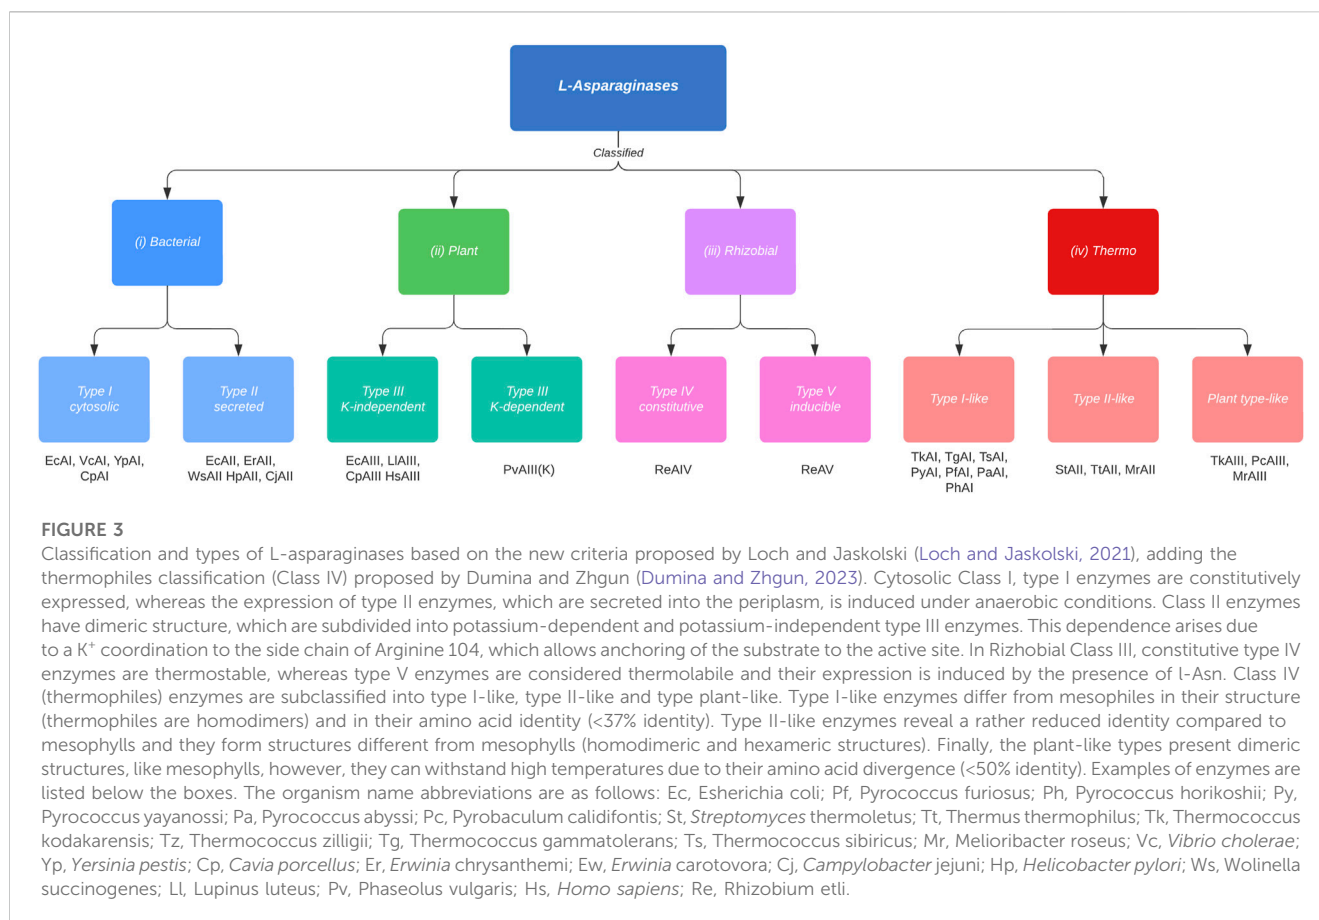 L-Asparaginases
Classified
(i) Bacterial
(ii) Plant
(iii) Rhizobial
(iv) Thermo
Type I
cytosolic
Type II
secreted
Type III
K-independent
Type III
K-dependent
Type IV
constitutive
Type V
inducible
Type I-like
Type II-like
Plant type-like
EcAI, VcAI, YpAI,
CpAI
EcAII, ErAII,
WsAII HpAII, CjAII
EcAIII, LlAIII,
CpAIII HsAIII
PvAIII(K)
ReAIV
ReAV
TkAI, TgAI, TsAI,
PyAI, PfAI, PaAI,
PhAI
StAII, TtAII, MrAII
TkAIII, PcAIII,
MrAIII
FIGURE 3
Classification and types of L-asparaginases based on the new criteria proposed by Loch and Jaskolski (Loch and Jaskolski, 2021), adding the
thermophiles classification (Class IV) proposed by Dumina and Zhgun (Dumina and Zhgun, 2023). Cytosolic Class I, type I enzymes are constitutively
expressed, whereas the expression of type II enzymes, which are secreted into the periplasm, is induced under anaerobic conditions. Class II enzymes
have dimeric structure, which are subdivided into potassium-dependent and potassium-independent type III enzymes. This dependence arises due
to a K⁺ coordination to the side chain of Arginine 104, which allows anchoring of the substrate to the active site. In Rizhobial Class III, constitutive type IV
enzymes are thermostable, whereas type V enzymes are considered thermolabile and their expression is induced by the presence of l-Asn. Class IV
(thermophiles) enzymes are subclassified into type I-like, type II-like and type plant-like. Type I-like enzymes differ from mesophiles in their structure
(thermophiles are homodimers) and in their amino acid identity (<37% identity). Type II-like enzymes reveal a rather reduced identity compared to
mesophylls and they form structures different from mesophylls (homodimeric and hexameric structures). Finally, the plant-like types present dimeric
structures, like mesophylls, however, they can withstand high temperatures due to their amino acid divergence (<50% identity). Examples of enzymes are
listed below the boxes. The organism name abbreviations are as follows: Ec, Esherichia coli; Pf, Pyrococcus furiosus; Ph, Pyrococcus horikoshii; Py,
Pyrococcus yayanossi; Pa, Pyrococcus abyssi; Pc, Pyrobaculum calidifontis; St, Streptomyces thermoletus; Tt, Thermus thermophilus; Tk, Thermococcus
kodakarensis; Tz, Thermococcus zilligii; Tg, Thermococcus gammatolerans; Ts, Thermococcus sibiricus; Mr, Melioribacter roseus; Vc, Vibrio cholerae;
Yp, Yersinia pestis; Cp, Cavia porcellus; Er, Erwinia chrysanthemi; Ew, Erwinia carotovora; Cj, Campylobacter jejuni; Hp, Helicobacter pylori; Ws, Wolinella
succinogenes; Ll, Lupinus luteus; Pv, Phaseolus vulgaris; Hs, Homo sapiens; Re, Rhizobium etli.